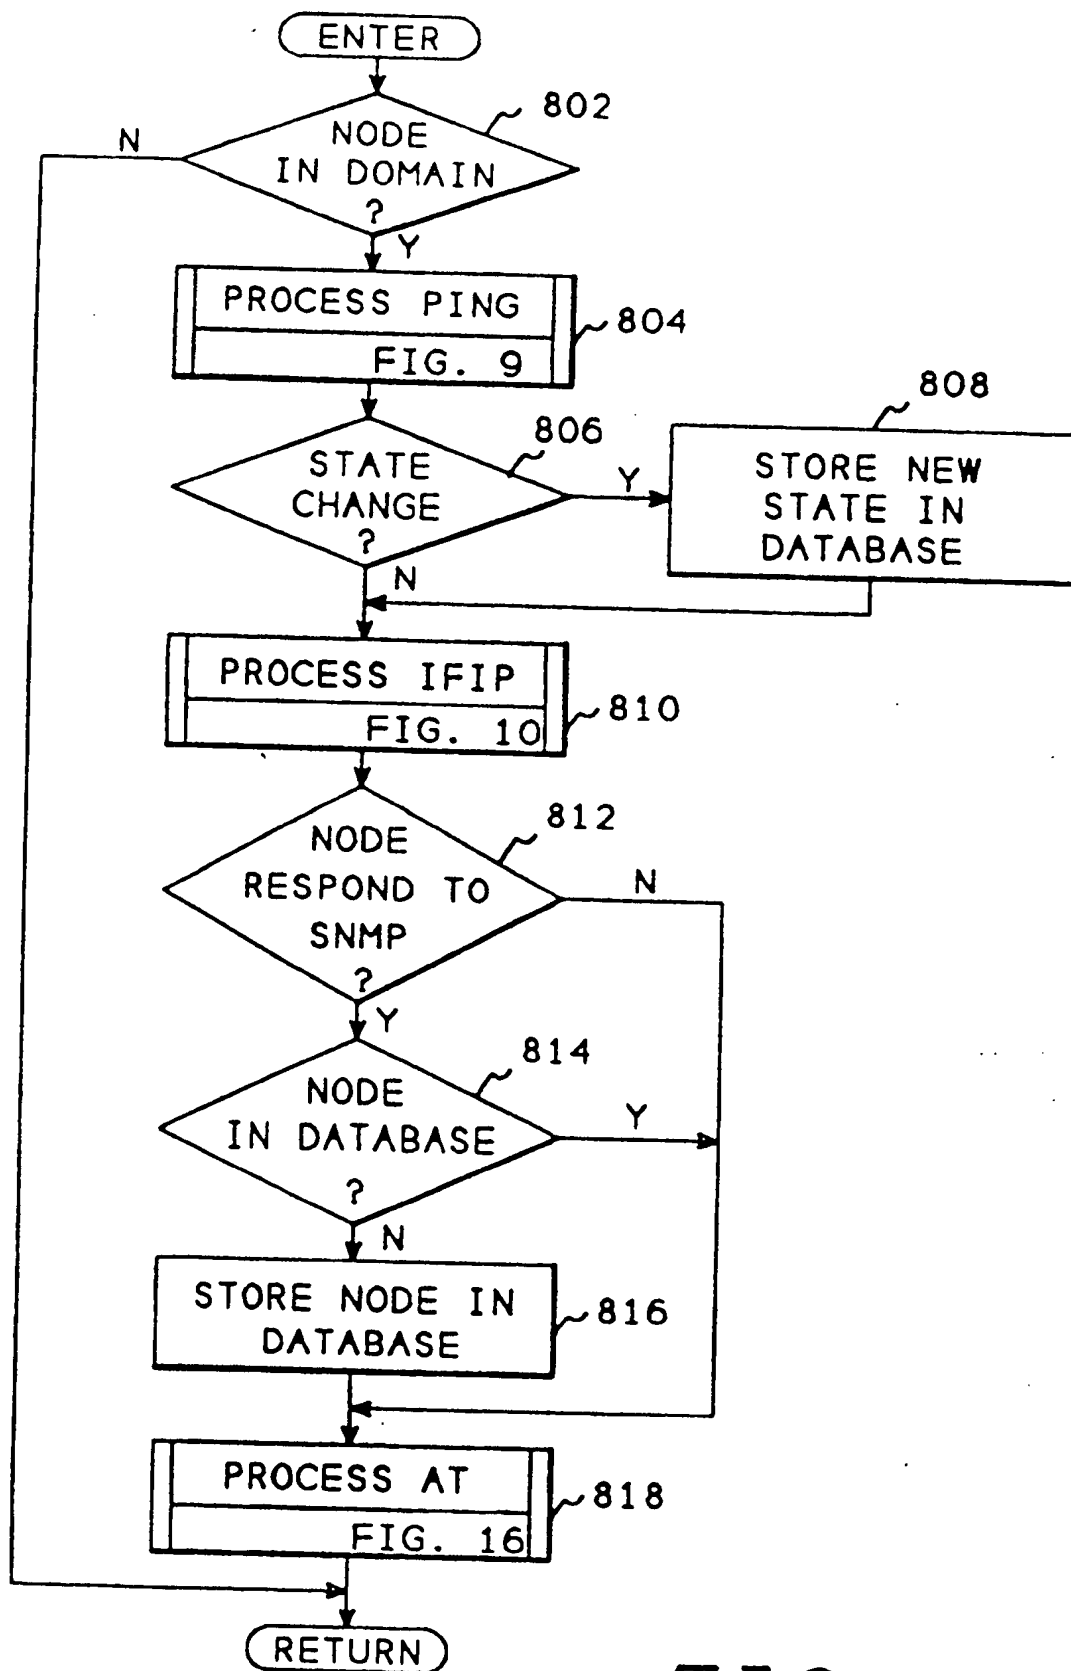 ENTER
802
NODE
IN DOMAIN
?
N
Y
PROCESS PING
FIG. 9
804
806
STATE
CHANGE
?
Y
N
808
STORE NEW
STATE IN
DATABASE
PROCESS IFIP
FIG. 10
810
812
NODE
RESPOND TO
SNMP
?
N
Y
814
NODE
IN DATABASE
?
Y
N
STORE NODE IN
DATABASE
816
PROCESS AT
FIG. 16
818
RETURN